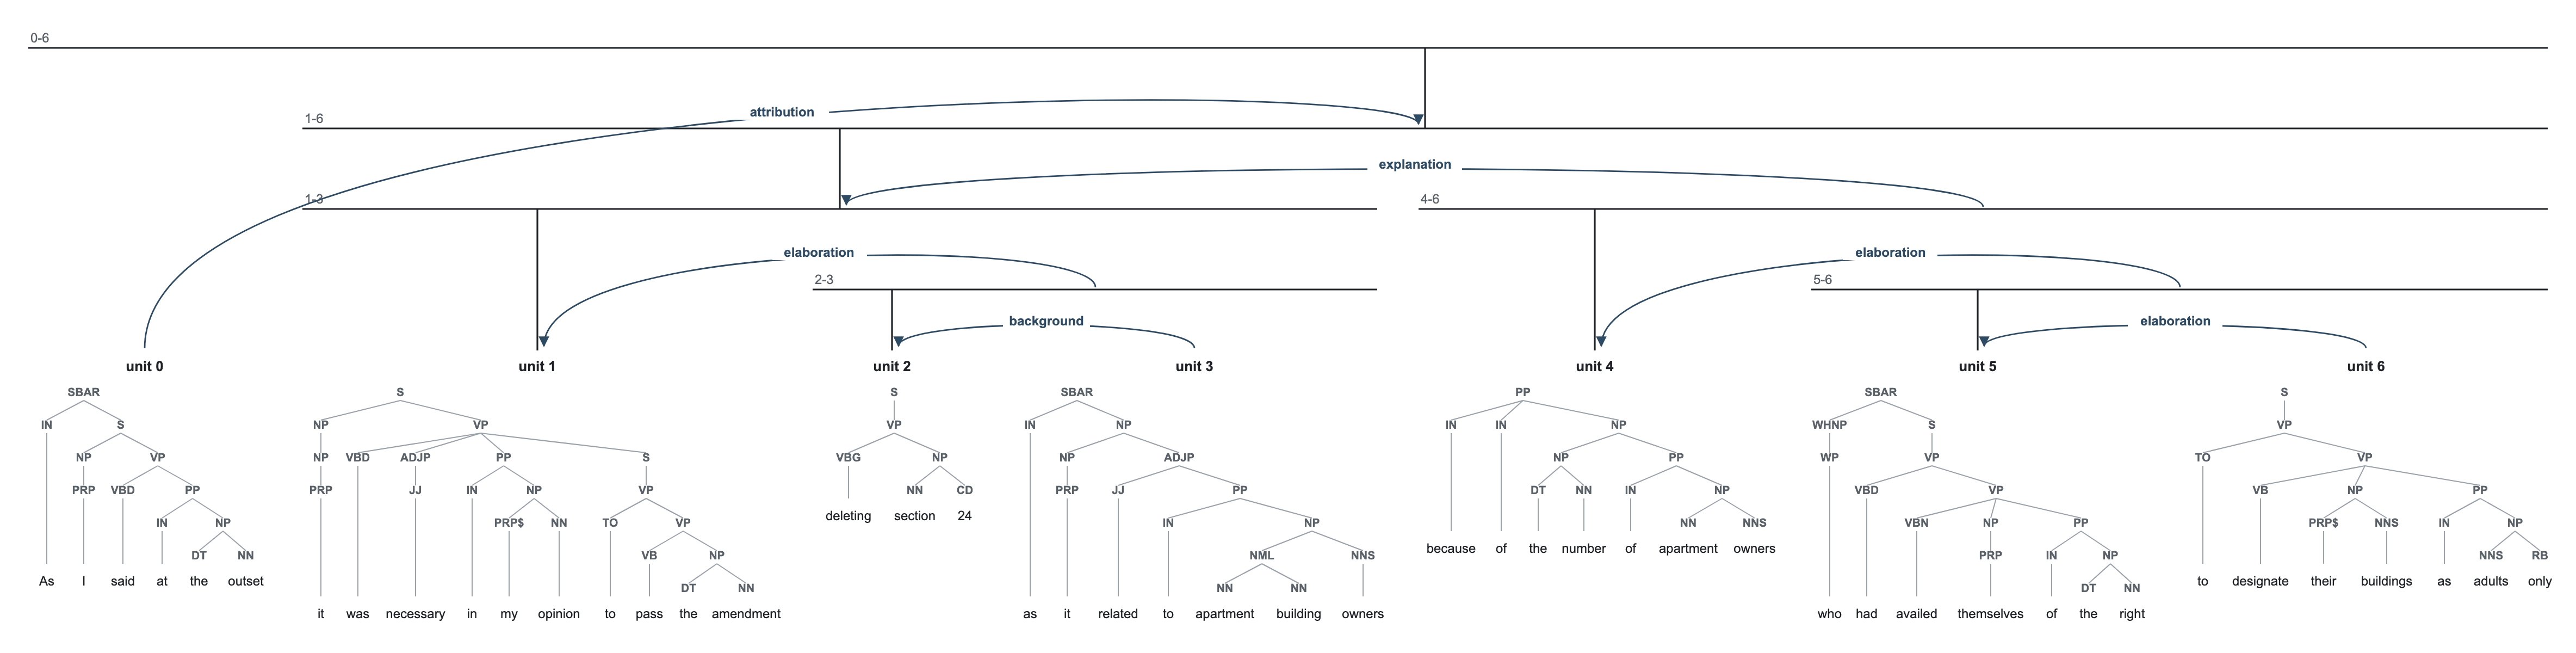 0-6
attribution
1-6
explanation
1-3 4-6
elaboration elaboration
2-3 5-6
background elaboration
unit 0 unit 1 unit 2 unit 3 unit 4 unit 5 unit 6
SBAR S S SBAR PP SBAR S
IN S NP VP VP IN NP IN IN NP WHNP S VP
NP VP NP VBD ADJP PP S VBG NP NP ADJP NP PP WP VP TO VP
PRP VBD PP PRP JJ IN NP VP NN CD PRP JJ PP DT NN IN NP VBD VP VB NP PP
deleting section 24
IN NP PRP$ NN TO VP IN NP NN NNS VBN NP PP PRP$ NNS IN NP
because of the number of apartment owners
DT NN VB NP NML NNS PRP IN NP NNS RB
As I said at the outset to designate their buildings as adults only
DT NN NN NN DT NN
it was necessary in my opinion to pass the amendment as it related to apartment building owners who had availed themselves of the right